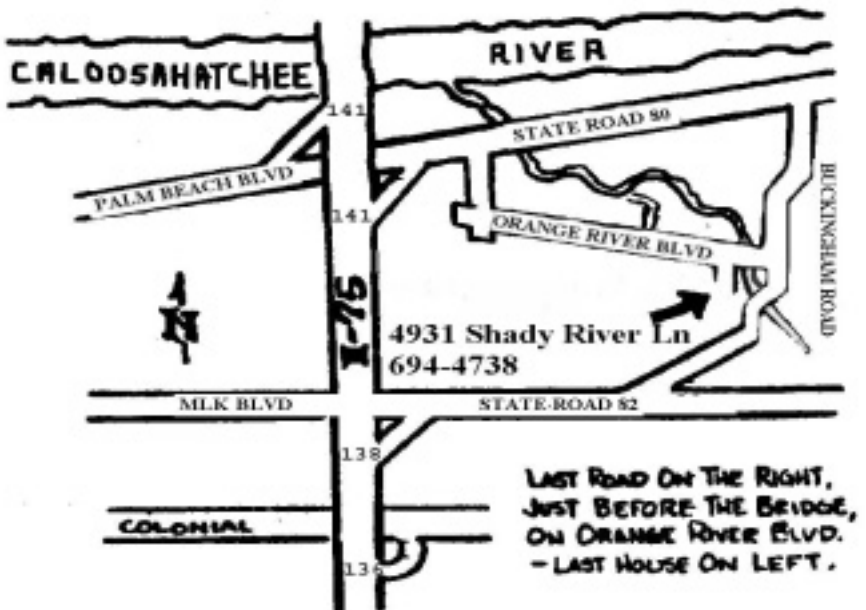 CALOOSAHATCHEE RIVER
141
STATE ROAD 80
PALM BEACH BLVD
141
ORANGE RIVER BLVD
BUCKINGHAM ROAD
N
I-75
4931 Shady River Ln
694-4738
MLK BLVD
STATE ROAD 82
138
LAST ROAD ON THE RIGHT,
JUST BEFORE THE BRIDGE,
ON ORANGE RIVER BLVD.
- LAST HOUSE ON LEFT.
COLONIAL
136